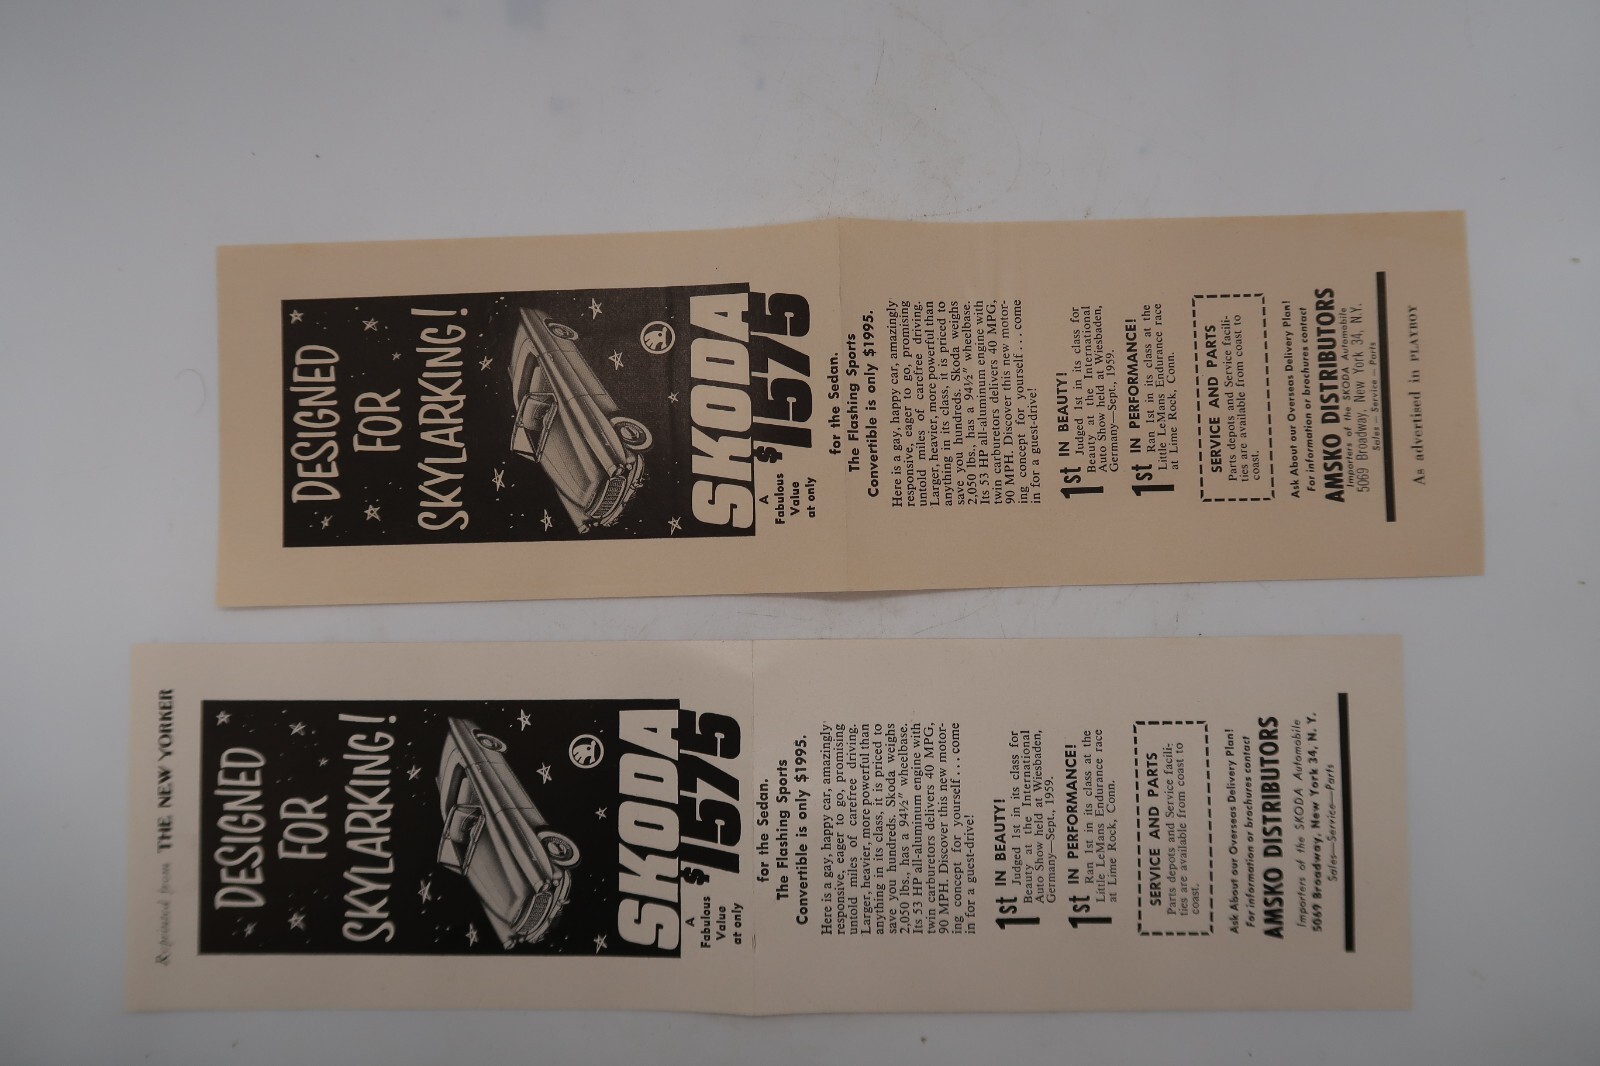 DESIGNED
FOR
SKYLARKING!
SKODA
A
Fabulous
Value
at only
$1575
for the Sedan.
The Flashing Sports
Convertible is only $1995.
Here is a gay, happy car, amazingly
responsive, eager to go, promising
untold miles of carefree driving.
Larger, heavier, more powerful than
anything in its class, it is priced to
save you hundreds. Skoda weighs
2,050 lbs., has a 94½" wheelbase.
Its 53 HP all-aluminum engine with
twin carburetors delivers 40 MPG,
90 MPH. Discover this new motor-
ing concept for yourself . . . come
in for a guest-drive!
1st IN BEAUTY!
Judged 1st in its class for
Beauty at the International
Auto Show held at Wiesbaden,
Germany—Sept., 1959.
1st IN PERFORMANCE!
Ran 1st in its class at the
Little LeMans Endurance race
at Lime Rock, Conn.
SERVICE AND PARTS
Parts depots and Service facili-
ties are available from coast to
coast.
Ask About our Overseas Delivery Plan!
For information or brochures contact
AMSKO DISTRIBUTORS
Importers of the SKODA Automobile
5069 Broadway, New York 34, N.Y.
Sales — Service — Parts
As advertised in PLAYBOY
Reprinted from THE NEW YORKER
DESIGNED
FOR
SKYLARKING!
SKODA
A
Fabulous
Value
at only
$1575
for the Sedan.
The Flashing Sports
Convertible is only $1995.
Here is a gay, happy car, amazingly
responsive, eager to go, promising
untold miles of carefree driving.
Larger, heavier, more powerful than
anything in its class, it is priced to
save you hundreds. Skoda weighs
2,050 lbs., has a 94½" wheelbase.
Its 53 HP all-aluminum engine with
twin carburetors delivers 40 MPG,
90 MPH. Discover this new motor-
ing concept for yourself . . . come
in for a guest-drive!
1st IN BEAUTY!
Judged 1st in its class for
Beauty at the International
Auto Show held at Wiesbaden,
Germany—Sept., 1959.
1st IN PERFORMANCE!
Ran 1st in its class at the
Little LeMans Endurance race
at Lime Rock, Conn.
SERVICE AND PARTS
Parts depots and Service facili-
ties are available from coast to
coast.
Ask About our Overseas Delivery Plan!
For information or brochures contact
AMSKO DISTRIBUTORS
Importers of the SKODA Automobile
5069 Broadway, New York 34, N. Y.
Sales—Service—Parts